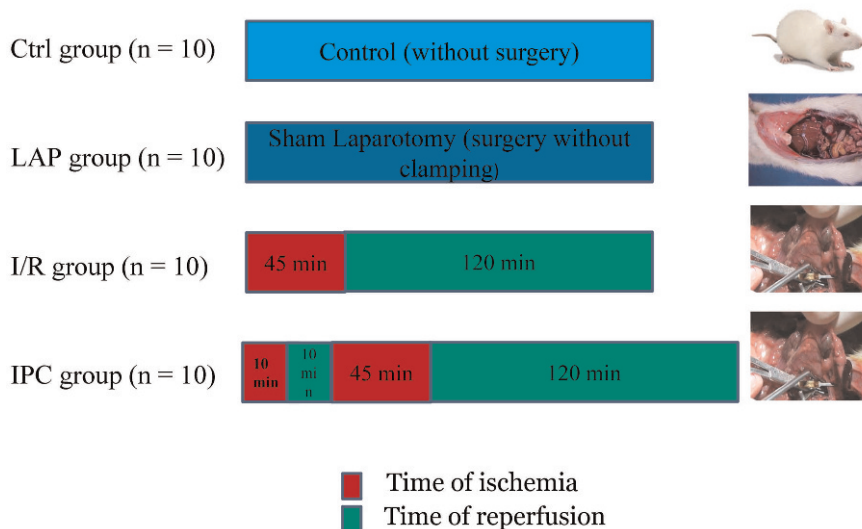 Ctrl group (n = 10)
Control (without surgery)
LAP group (n = 10)
Sham Laparotomy (surgery without
clamping)
I/R group (n = 10)
45 min
120 min
IPC group (n = 10)
10
min
10
mi
n
45 min
120 min
Time of ischemia
Time of reperfusion